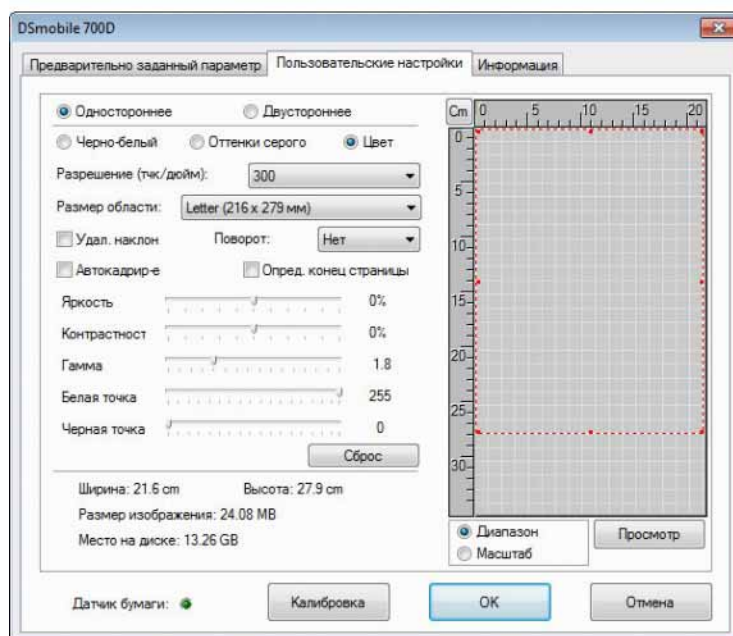 DSmobile 700D
Предварительно заданный параметр Пользовательские настройки Информация
Одностороннее Двустороннее
Черно-белый Оттенки серого Цвет
Разрешение (тчк/дюйм): 300
Размер области: Letter (216 x 279 мм)
Удал. наклон Поворот: Нет
Автокадрир-е Опред. конец страницы
Яркость 0%
Контрастност 0%
Гамма 1.8
Белая точка 255
Черная точка 0
Сброс
Ширина: 21.6 cm Высота: 27.9 cm
Размер изображения: 24.08 MB
Место на диске: 13.26 GB
Cm 0 5 10 15 20
0
5
10
15
20
25
30
Диапазон
Масштаб
Просмотр
Датчик бумаги: Калибровка OK Отмена